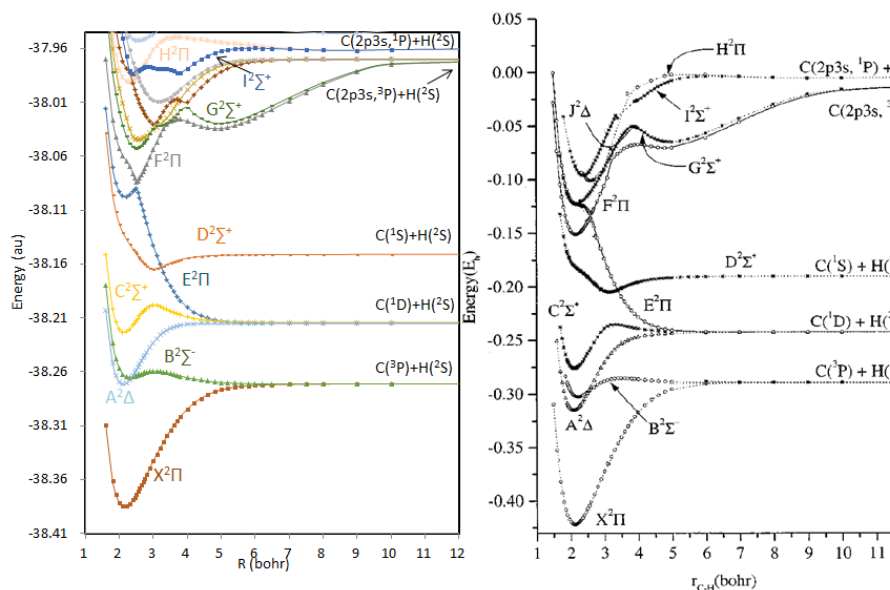 -37.96
-38.01
-38.06
-38.11
-38.16
-38.21
-38.26
-38.31
-38.36
-38.41
Energy (au)
1 2 3 4 5 6 7 8 9 10 11 12
R (bohr)
H²Π
I²Σ⁺
G²Σ⁺
F²Π
D²Σ⁺
E²Π
C²Σ⁺
B²Σ⁻
A²Δ
X²Π
C(2p3s,¹P)+H(²S)
C(2p3s,³P)+H(²S)
C(¹S)+H(²S)
C(¹D)+H(²S)
C(³P)+H(²S)
0.05
0.00
-0.05
-0.10
-0.15
-0.20
-0.25
-0.30
-0.35
-0.40
Energy(Eₕ)
1 2 3 4 5 6 7 8 9 10 11
r_C-H(bohr)
H²Π
J²Δ
I²Σ⁺
G²Σ⁺
F²Π
D²Σ⁺
E²Π
C²Σ⁺
A²Δ
B²Σ⁻
X²Π
C(2p3s, ¹P) +
C(2p3s, ³
C(¹S) + H(
C(¹D) + H(²
C(³P) + H(